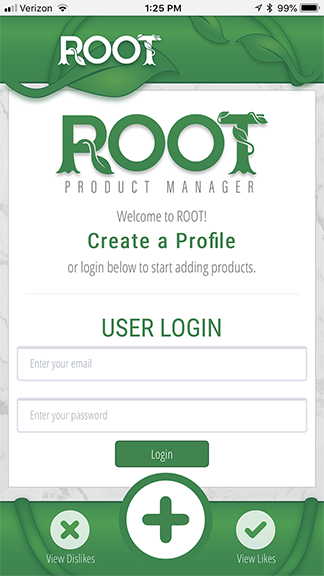 Verizon 1:25 PM 99%
ROOT
ROOT
PRODUCT MANAGER
Welcome to ROOT!
Create a Profile
or login below to start adding products.
USER LOGIN
Enter your email
Enter your password
Login
View Dislikes View Likes